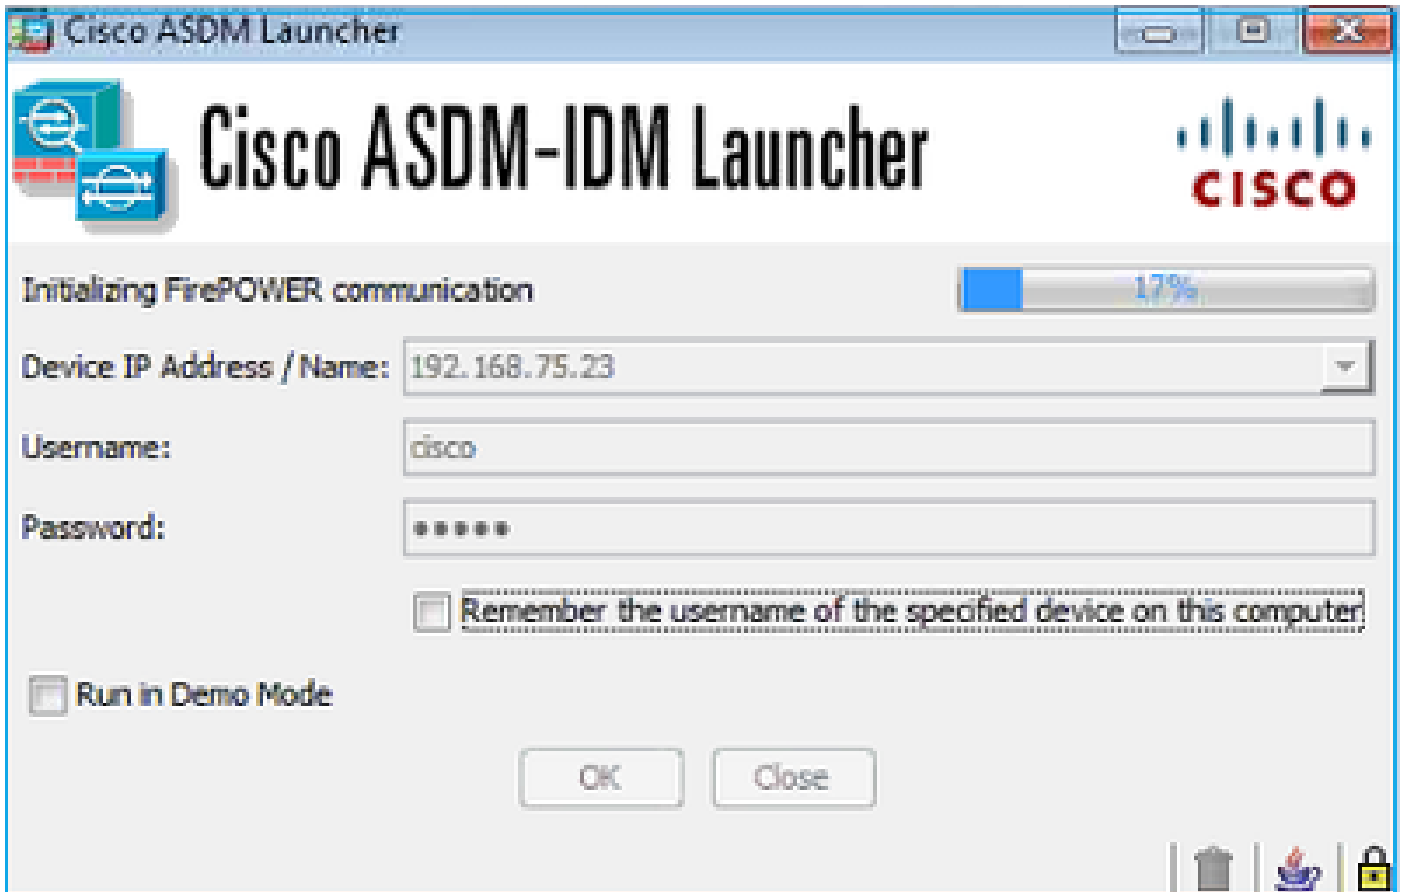 Cisco ASDM Launcher
Cisco ASDM-IDM Launcher
CISCO
Initializing FirePOWER communication 17%
Device IP Address / Name: 192.168.75.23
Username: cisco
Password: •••••
Remember the username of the specified device on this computer
Run in Demo Mode
OK Close